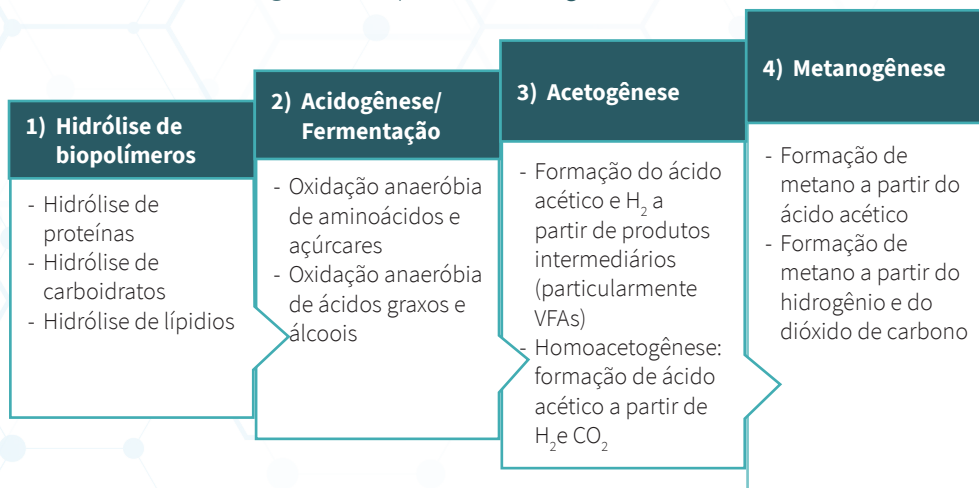 1) Hidrólise de
biopolímeros
- Hidrólise de
proteínas
- Hidrólise de
carboidratos
- Hidrólise de lípidios
2) Acidogênese/
Fermentação
- Oxidação anaeróbia
de aminoácidos e
açúrcares
- Oxidação anaeróbia
de ácidos graxos e
álcoois
3) Acetogênese
- Formação do ácido
acético e H₂ a
partir de produtos
intermediários
(particularmente
VFAs)
- Homoacetogênese:
formação de ácido
acético a partir de
H₂e CO₂
4) Metanogênese
- Formação de
metano a partir do
ácido acético
- Formação de
metano a partir do
hidrogênio e do
dióxido de carbono